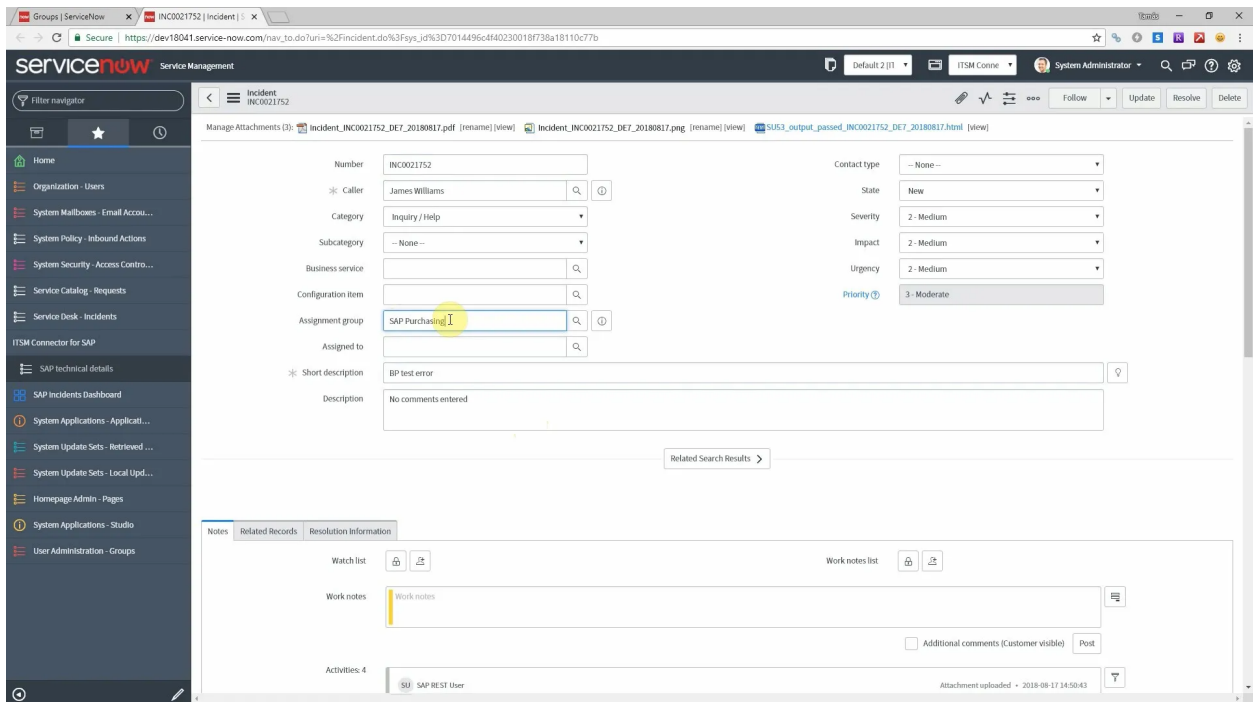 Groups | ServiceNow
INC0021752 | Incident | S
Tamás
Secure | https://dev18041.service-now.com/nav_to.do?uri=%2Fincident.do%3Fsys_id%3D7014496c4f40230018f738a18110c77b
servicenow Service Management
Default 2 [IT
ITSM Conne
System Administrator
Filter navigator
Incident
INC0021752
Follow
Update
Resolve
Delete
Manage Attachments (3): Incident_INC0021752_DE7_20180817.pdf [rename] [view] Incident_INC0021752_DE7_20180817.png [rename] [view] SU53_output_passed_INC0021752_DE7_20180817.html [view]
Home
Organization - Users
System Mailboxes - Email Accou...
System Policy - Inbound Actions
System Security - Access Contro...
Service Catalog - Requests
Service Desk - Incidents
ITSM Connector for SAP
SAP technical details
SAP Incidents Dashboard
System Applications - Applicati...
System Update Sets - Retrieved ...
System Update Sets - Local Upd...
Homepage Admin - Pages
System Applications - Studio
User Administration - Groups
Number INC0021752
Caller James Williams
Category Inquiry / Help
Subcategory -- None --
Business service
Configuration item
Assignment group SAP Purchasing
Assigned to
Contact type -- None --
State New
Severity 2 - Medium
Impact 2 - Medium
Urgency 2 - Medium
Priority 3 - Moderate
Short description BP test error
Description No comments entered
Related Search Results
Notes Related Records Resolution Information
Watch list
Work notes list
Work notes Work notes
Additional comments (Customer visible) Post
Activities: 4
SU SAP REST User Attachment uploaded • 2018-08-17 14:50:43